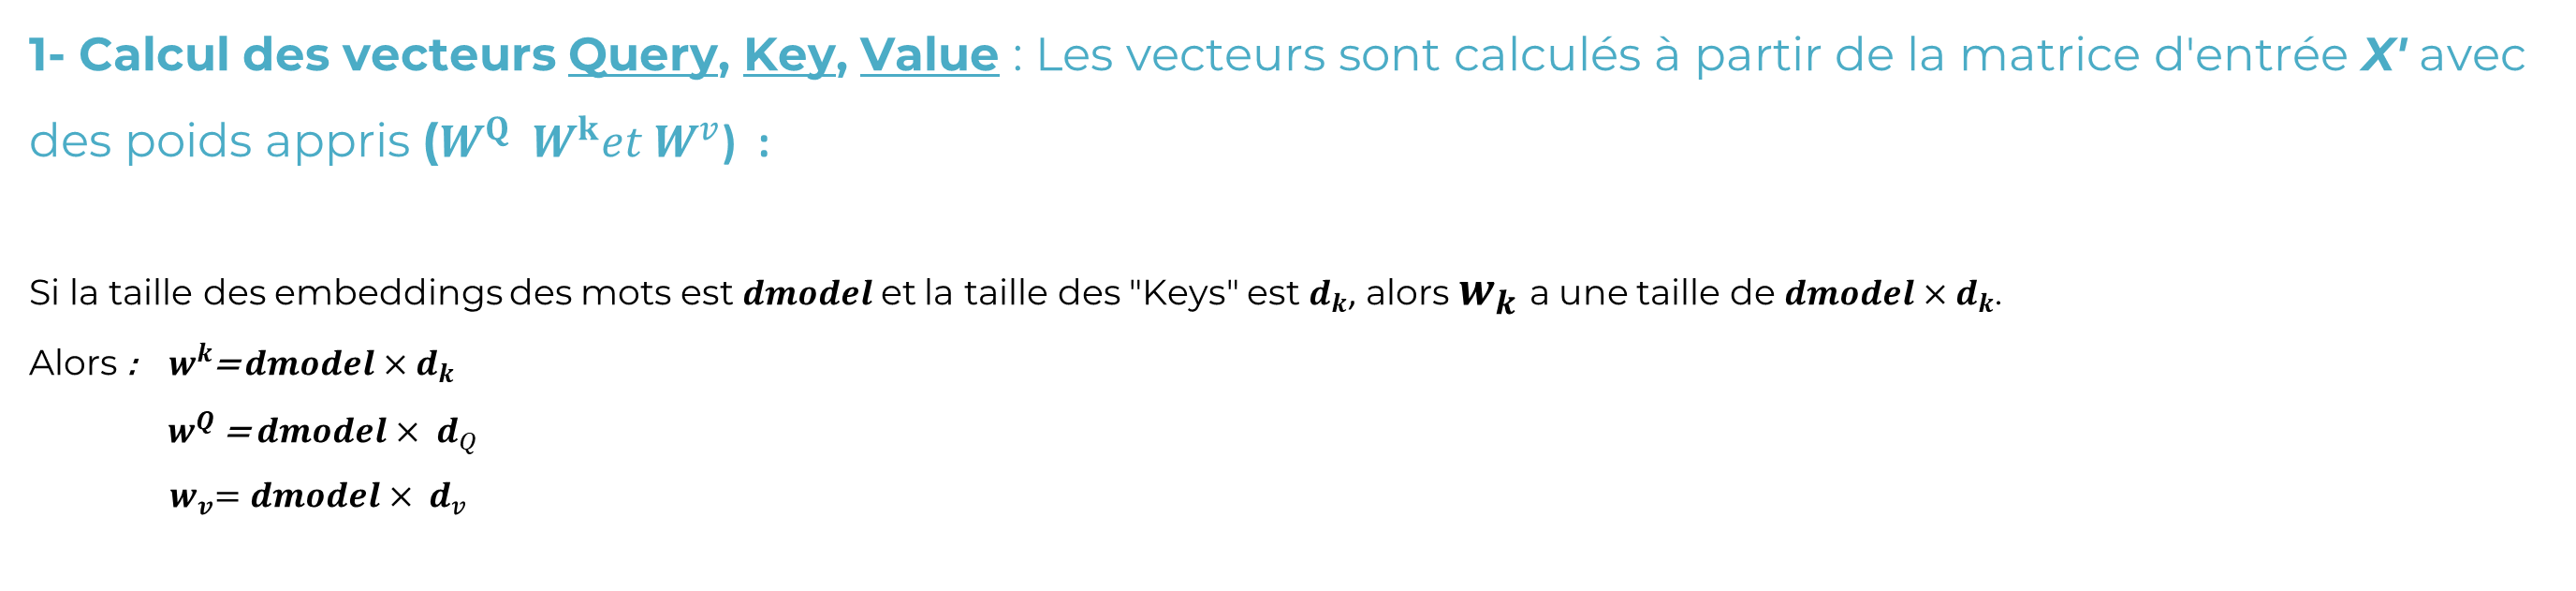 1- Calcul des vecteurs Query, Key, Value : Les vecteurs sont calculés à partir de la matrice d'entrée X' avec
des poids appris (W^Q W^k et W^v) :
Si la taille des embeddings des mots est dmodel et la taille des "Keys" est d_k, alors W_k a une taille de dmodel × d_k.
Alors : w^k=dmodel × d_k
w^Q =dmodel × d_Q
w_v= dmodel × d_v